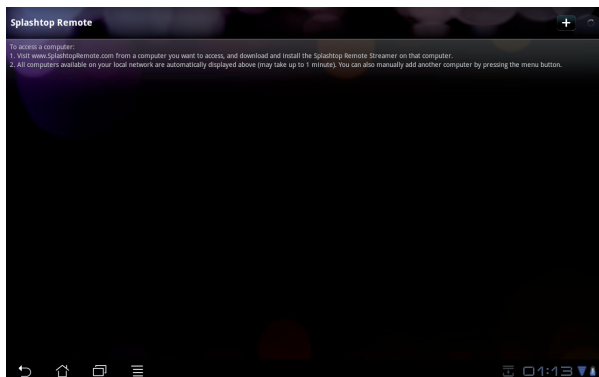 Splashtop Remote
To access a computer:
1. Visit www.SplashtopRemote.com from a computer you want to access, and download and install the Splashtop Remote Streamer on that computer.
2. All computers available on your local network are automatically displayed above (may take up to 1 minute). You can also manually add another computer by pressing the menu button.
01:13